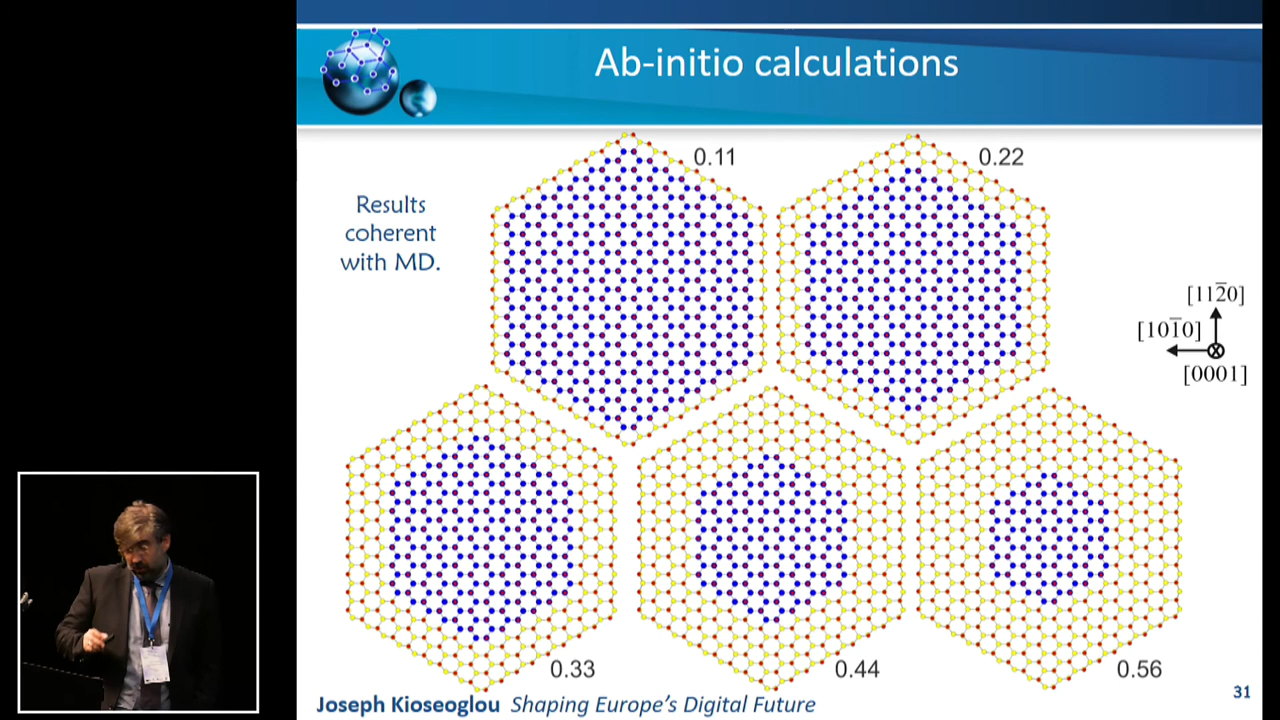 Ab-initio calculations
0.11
0.22
Results
coherent
with MD.
[112̅0]
[101̅0]
[0001]
0.33
0.44
0.56
Joseph Kioseoglou Shaping Europe's Digital Future
31